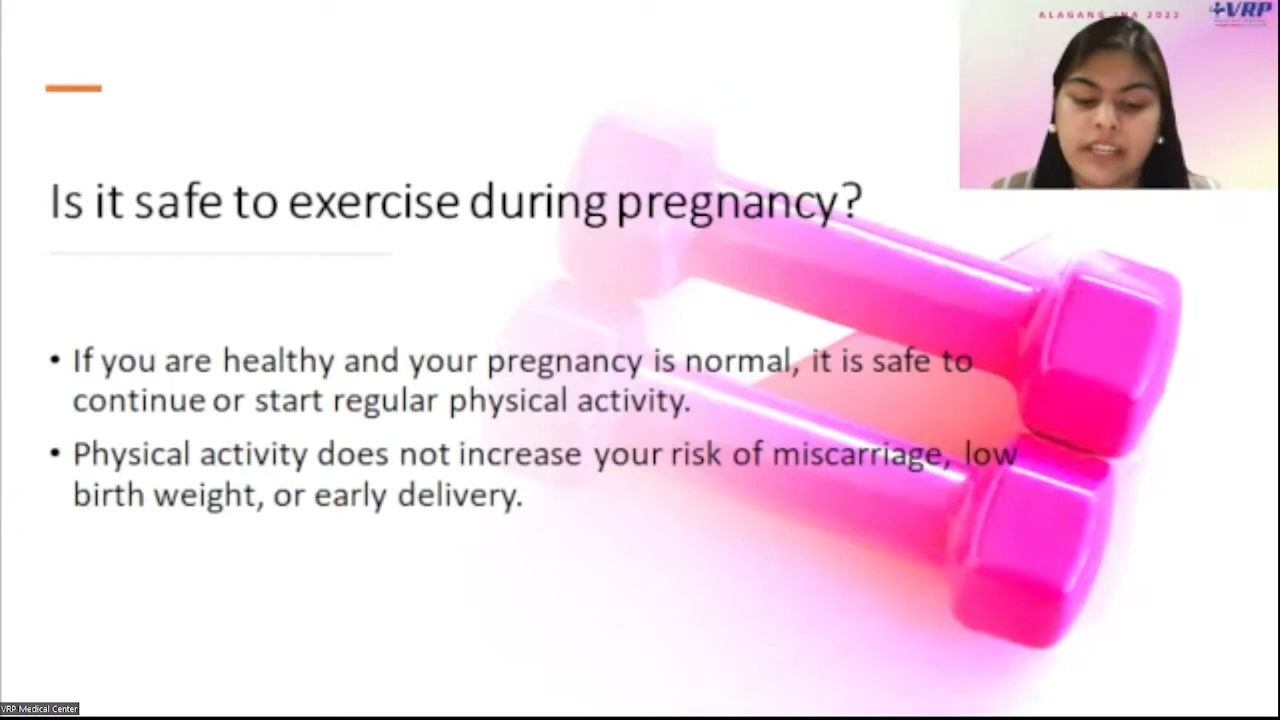 ALAGANG INA 2022
VRP
Is it safe to exercise during pregnancy?
• If you are healthy and your pregnancy is normal, it is safe to
continue or start regular physical activity.
• Physical activity does not increase your risk of miscarriage, low
birth weight, or early delivery.
VRP Medical Center